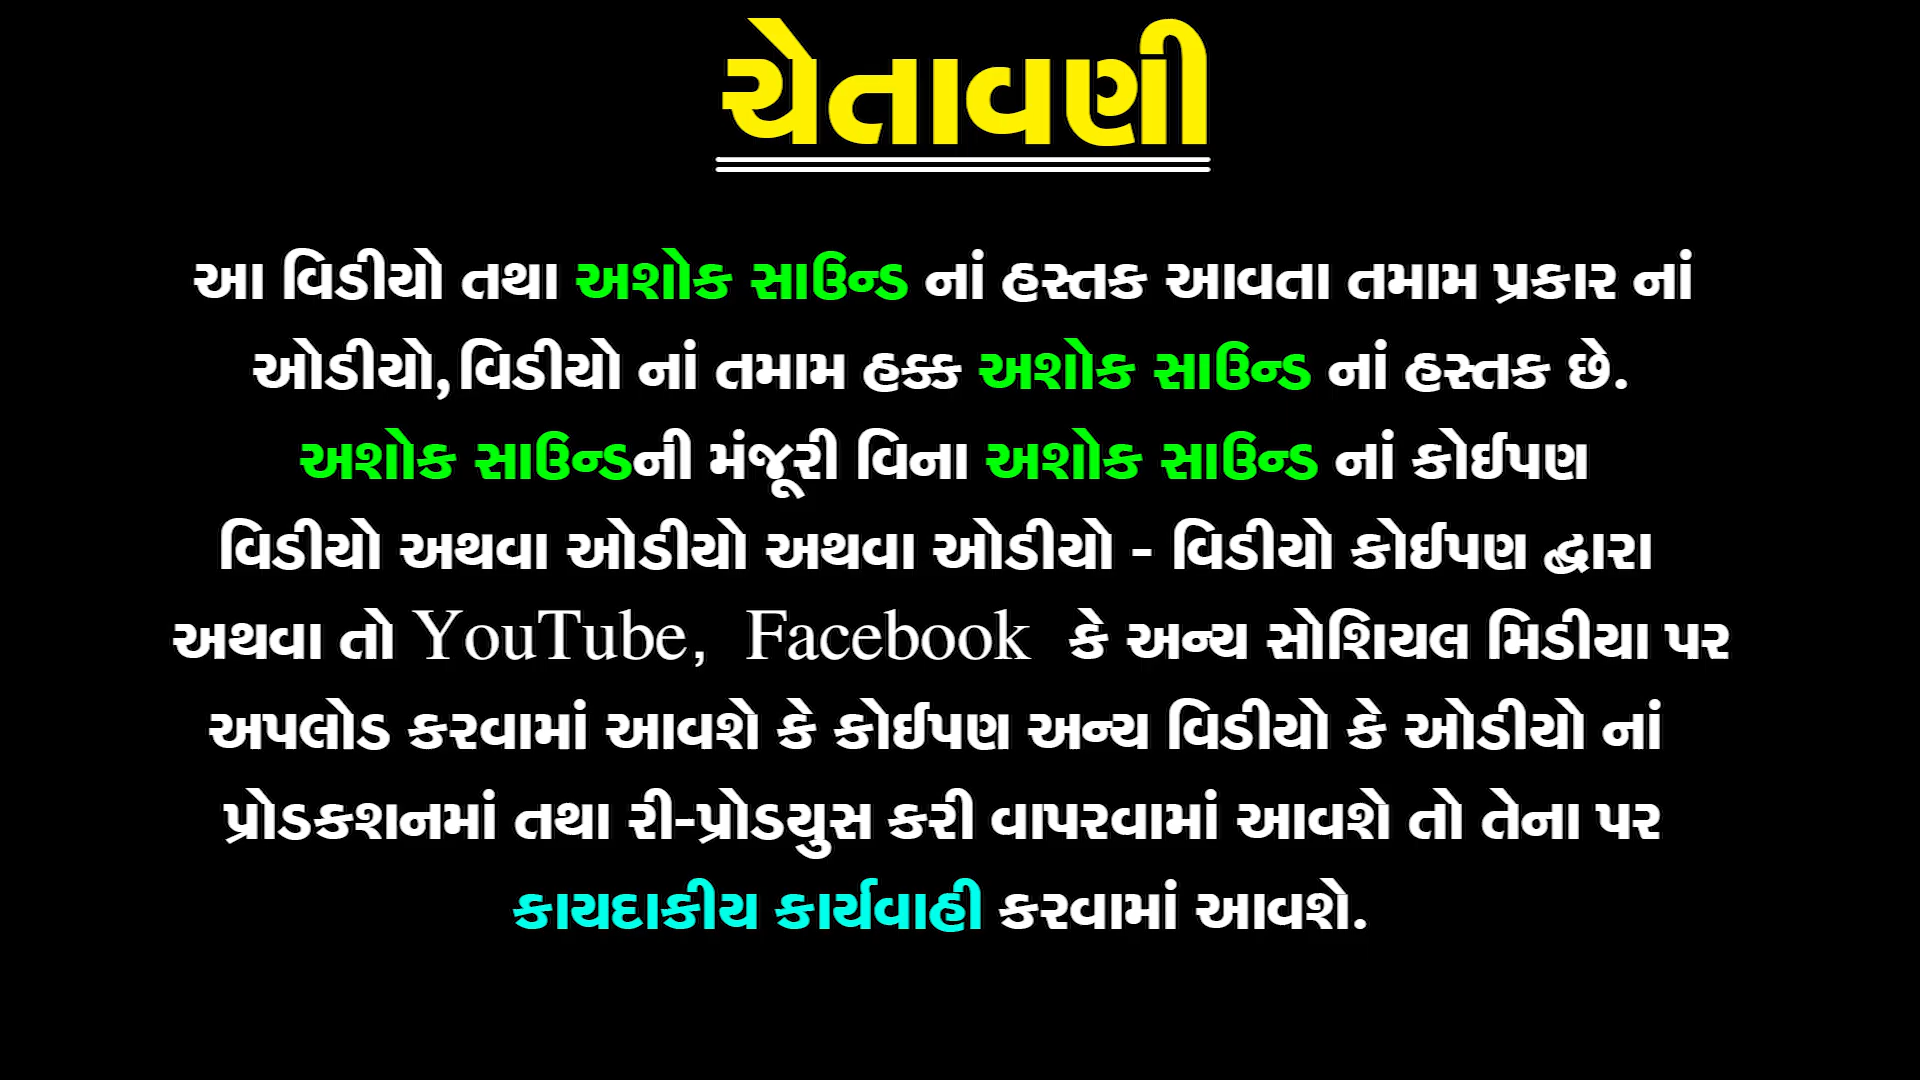 ચેતાવણી
આ વિડીયો તથા અશોક સાઉન્ડ નાં હસ્તક આવતા તમામ પ્રકાર નાં
ઓડીયો,વિડીયો નાં તમામ હક્ક અશોક સાઉન્ડ નાં હસ્તક છે.
અશોક સાઉન્ડની મંજૂરી વિના અશોક સાઉન્ડ નાં કોઈપણ
વિડીયો અથવા ઓડીયો અથવા ઓડીયો - વિડીયો કોઈપણ દ્વારા
અથવા તો YouTube, Facebook કે અન્ય સોશિયલ મિડીયા પર
અપલોડ કરવામાં આવશે કે કોઈપણ અન્ય વિડીયો કે ઓડીયો નાં
પ્રોડકશનમાં તથા રી-પ્રોડયુસ કરી વાપરવામાં આવશે તો તેના પર
કાયદાકીય કાર્યવાહી કરવામાં આવશે.